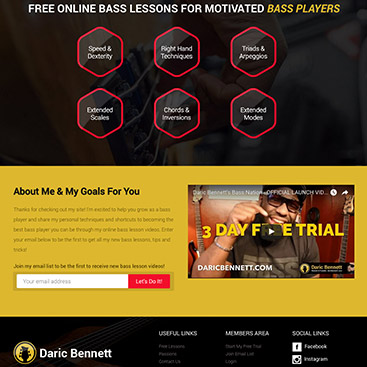 FREE ONLINE BASS LESSONS FOR MOTIVATED BASS PLAYERS
Speed &
Dexterity
Right Hand
Techniques
Triads &
Arpeggios
Extended
Scales
Chords &
Inversions
Extended
Modes
About Me & My Goals For You
Thanks for checking out my site! I'm excited to help you grow as a bass
player and share my personal techniques and shortcuts to becoming the
best bass player you can be through my online bass lesson videos. Enter
your email below to be the first to get all my new bass lessons, tips and
tricks!
Join my email list to be the first to receive new bass lesson videos!
Your email address
Let's Do It!
Daric Bennett's Bass Nation - OFFICIAL LAUNCH VID...
3 DAY FREE TRIAL
DARICBENNETT.COM
Daric Bennett
Daric Bennett
USEFUL LINKS
Free Lessons
Passions
Contact Us
MEMBERS AREA
Start My Free Trial
Join Email List
Login
SOCIAL LINKS
Facebook
Instagram